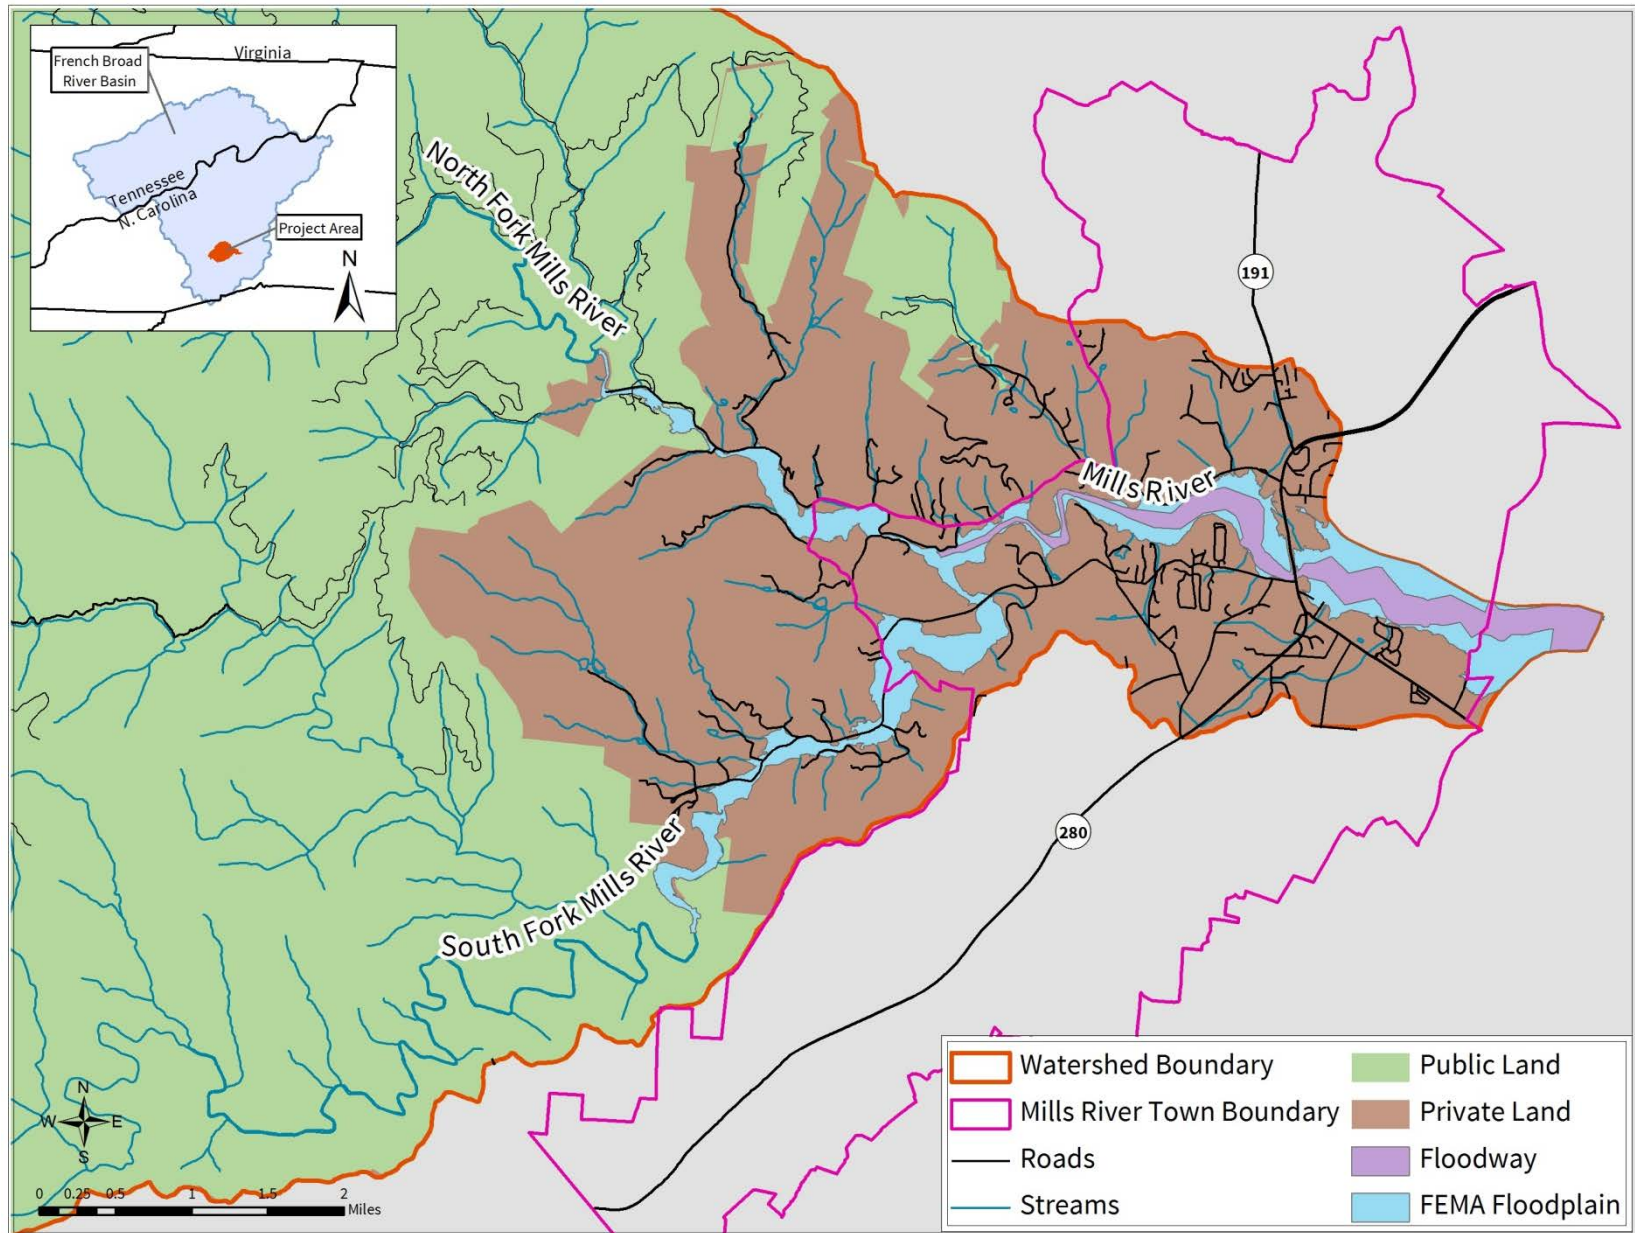 Virginia
French Broad
River Basin
Tennessee
N. Carolina
Project Area
N
North Fork Mills River
191
Mills River
280
South Fork Mills River
N
W
E
S
0 0.25 0.5 1 1.5 2
Miles
Watershed Boundary
Mills River Town Boundary
Roads
Streams
Public Land
Private Land
Floodway
FEMA Floodplain